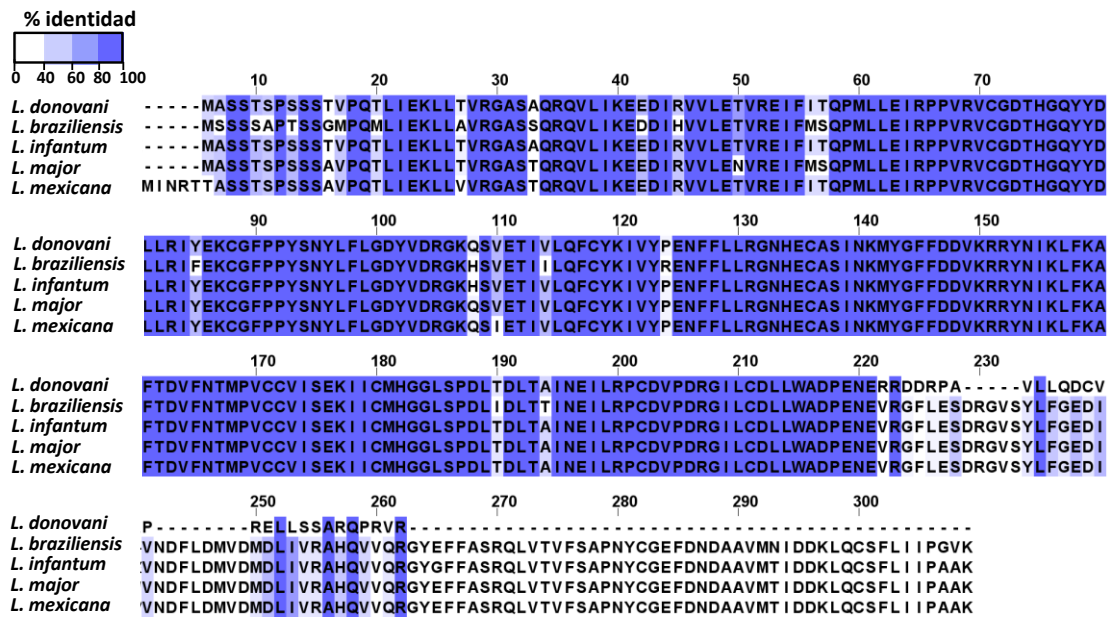 % identidad
0 40 60 80 100
10 20 30 40 50 60 70
L. donovani -----MASSTSPSSSTVPQTLIEKLLTVRGASAQRQVLIKEEDIRVVLETVREIFITQPMLLEIRPPVRVCGDTHGQYYD
L. braziliensis -----MSSSSAPTSSGMPQMLIEKLLAVRGASSQRQVLIKEDDIHVVLETVREIFMSQPMLLEIRPPVRVCGDTHGQYYD
L. infantum -----MASSTSPSSSTVPQTLIEKLLTVRGASAQRQVLIKEEDIRVVLETVREIFITQPMLLEIRPPVRVCGDTHGQYYD
L. major -----MASSTSPSSSAVPQTLIEKLLTVRGASTQRQVLIKEEDIRVVLENVREIFMSQPMLLEIRPPVRVCGDTHGQYYD
L. mexicana MINRTTASSTSPSSSAVPQTLIEKLLVVRGASTQRQVLIKEEDIRVVLETVREIFITQPMLLEIRPPVRVCGDTHGQYYD
90 100 110 120 130 140 150
L. donovani LLRIYEKCGFPPYSNYLFLGDYVDRGKQSVETIVLQFCYKIVYPENFFLLRGNHECASINKMYGFFDDVKRRYNIKLFKA
L. braziliensis LLRIFEKCGFPPYSNYLFLGDYVDRGKHSVETIILQFCYKIVYRENFFLLRGNHECASINKMYGFFDDVKRRYNIKLFKA
L. infantum LLRIYEKCGFPPYSNYLFLGDYVDRGKHSVETIVLQFCYKIVYPENFFLLRGNHECASINKMYGFFDDVKRRYNIKLFKA
L. major LLRIYEKCGFPPYSNYLFLGDYVDRGKQSVETIVLQFCYKIVYPENFFLLRGNHECASINKMYGFFDDVKRRYNIKLFKA
L. mexicana LLRIYEKCGFPPYSNYLFLGDYVDRGKQSIETIVLQFCYKIVYPENFFLLRGNHECASINKMYGFFDDVKRRYNIKLFKA
170 180 190 200 210 220 230
L. donovani FTDVFNTMPVCCVISEKIICMHGGLSPDLTDLTAINEILRPCDVPDRGILCDLLWADPENERRDDRPA-----VLLQDCV
L. braziliensis FTDVFNTMPVCCVISEKIICMHGGLSPDLIDLTTINEILRPCDVPDRGILCDLLWADPENEVRGFLESDRGVSYLFGEDI
L. infantum FTDVFNTMPVCCVISEKIICMHGGLSPDLTDLTAINEILRPCDVPDRGILCDLLWADPENEVRGFLESDRGVSYLFGEDI
L. major FTDVFNTMPVCCVISEKIICMHGGLSPDLTDLTAINEILRPCDVPDRGILCDLLWADPENEVRGFLESDRGVSYLFGEDI
L. mexicana FTDVFNTMPVCCVISEKIICMHGGLSPDLTDLTAINEILRPCDVPDRGILCDLLWADPENEVRGFLESDRGVSYLFGEDI
250 260 270 280 290 300
L. donovani P--------RELLSSARQPRVR-----------------------------------------------
L. braziliensis VNDFLDMVDMDLIVRAHQVVQRGYEFFASRQLVTVFSAPNYCGEFDNDAAVMNIDDKLQCSFLIIPGVK
L. infantum VNDFLDMVDMDLIVRAHQVVQRGYGFFASRQLVTVFSAPNYCGEFDNDAAVMTIDDKLQCSFLIIPAAK
L. major VNDFLDMVDMDLIVRAHQVVQRGYEFFASRQLVTVFSAPNYCGEFDNDAAVMTIDDKLQCSFLIIPAAK
L. mexicana VNDFLDMVDMDLIVRAHQVVQRGYEFFASRQLVTVFSAPNYCGEFDNDAAVMTIDDKLQCSFLIIPAAK